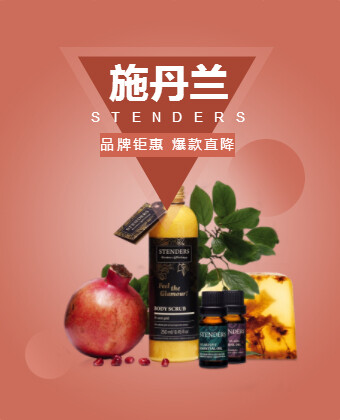 施丹兰
STENDERS
品牌钜惠 爆款直降
STENDERS
Feel
the
Glamour!
BODY SCRUB
STENDERS